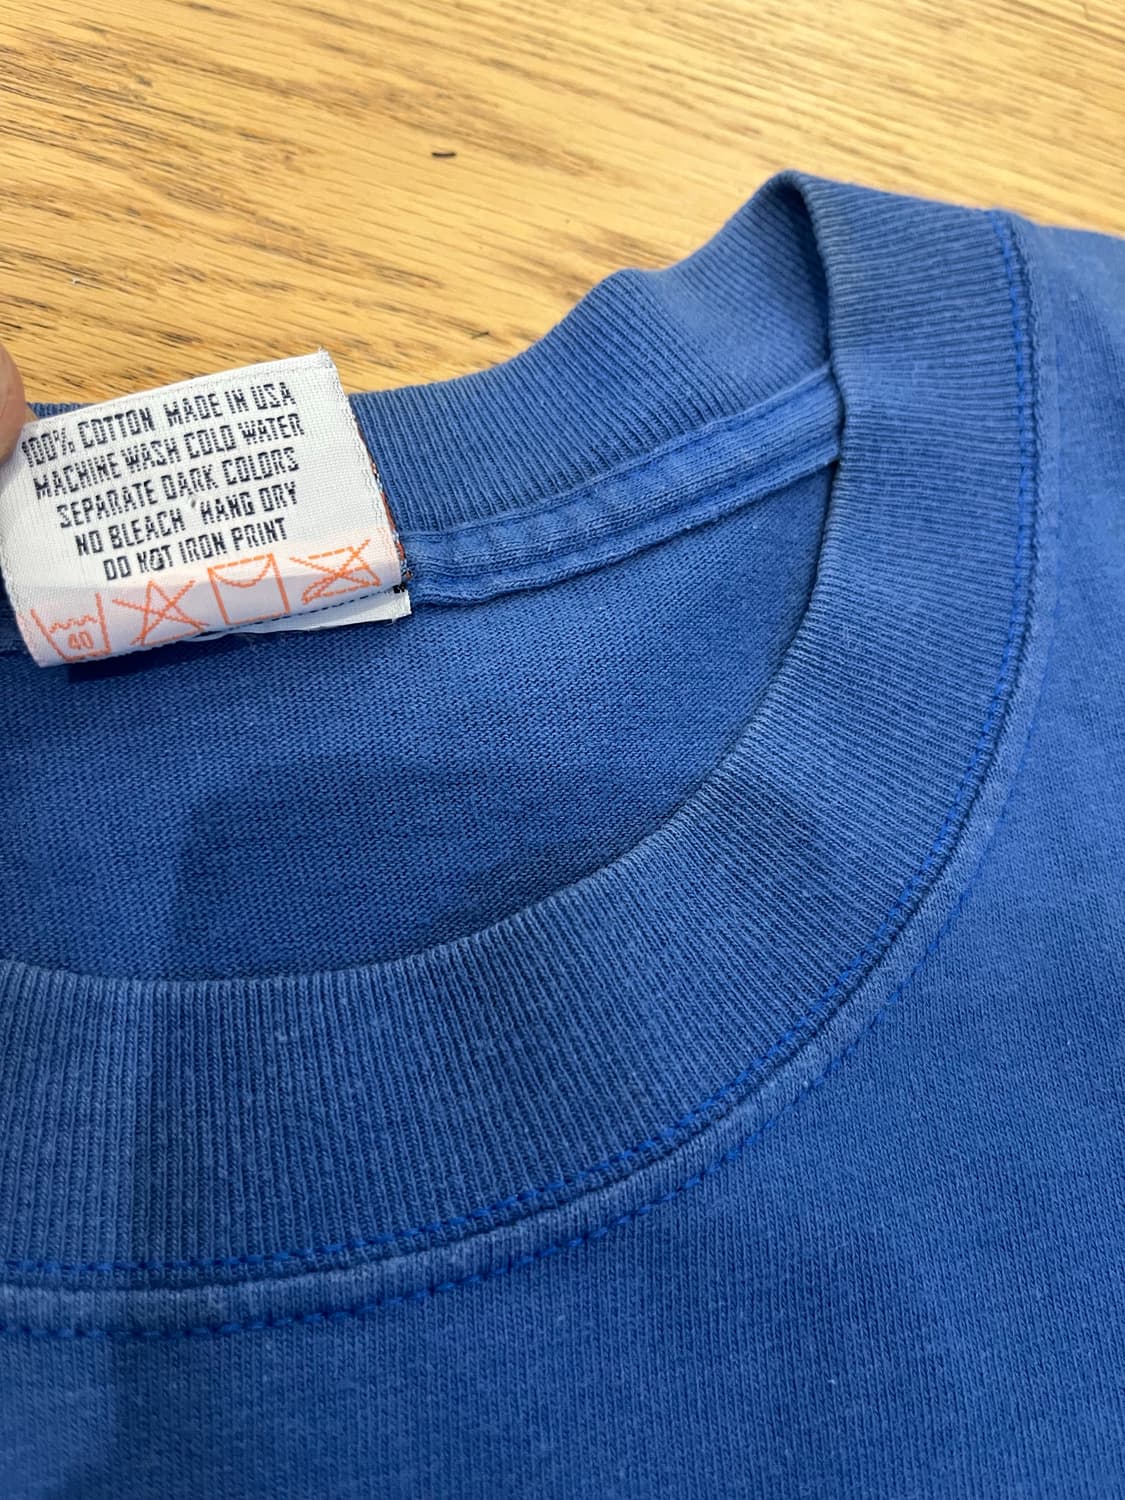 100% COTTON MADE IN USA
MACHINE WASH COLD WATER
SEPARATE DARK COLORS
NO BLEACH HANG DRY
DO NOT IRON PRINT
40